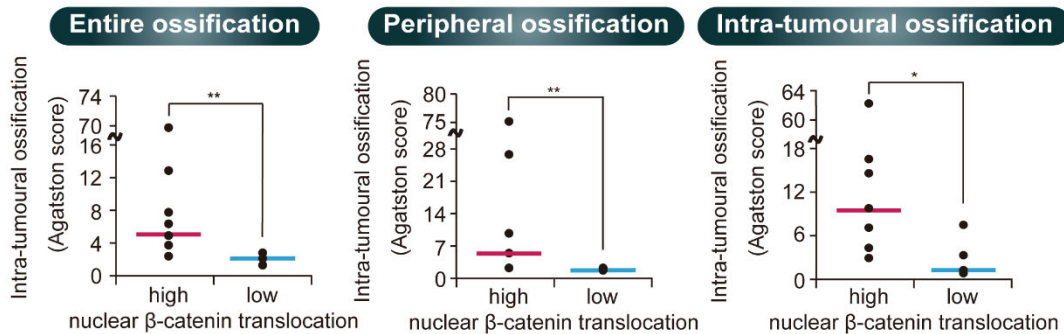 Entire ossification
Intra-tumoural ossification
(Agatston score)
74
70
16
12
8
4
0
**
high low
nuclear β-catenin translocation
Peripheral ossification
Intra-tumoural ossification
(Agatston score)
80
75
28
21
14
7
0
**
high low
nuclear β-catenin translocation
Intra-tumoural ossification
Intra-tumoural ossification
(Agatston score)
64
60
18
12
6
0
*
high low
nuclear β-catenin translocation